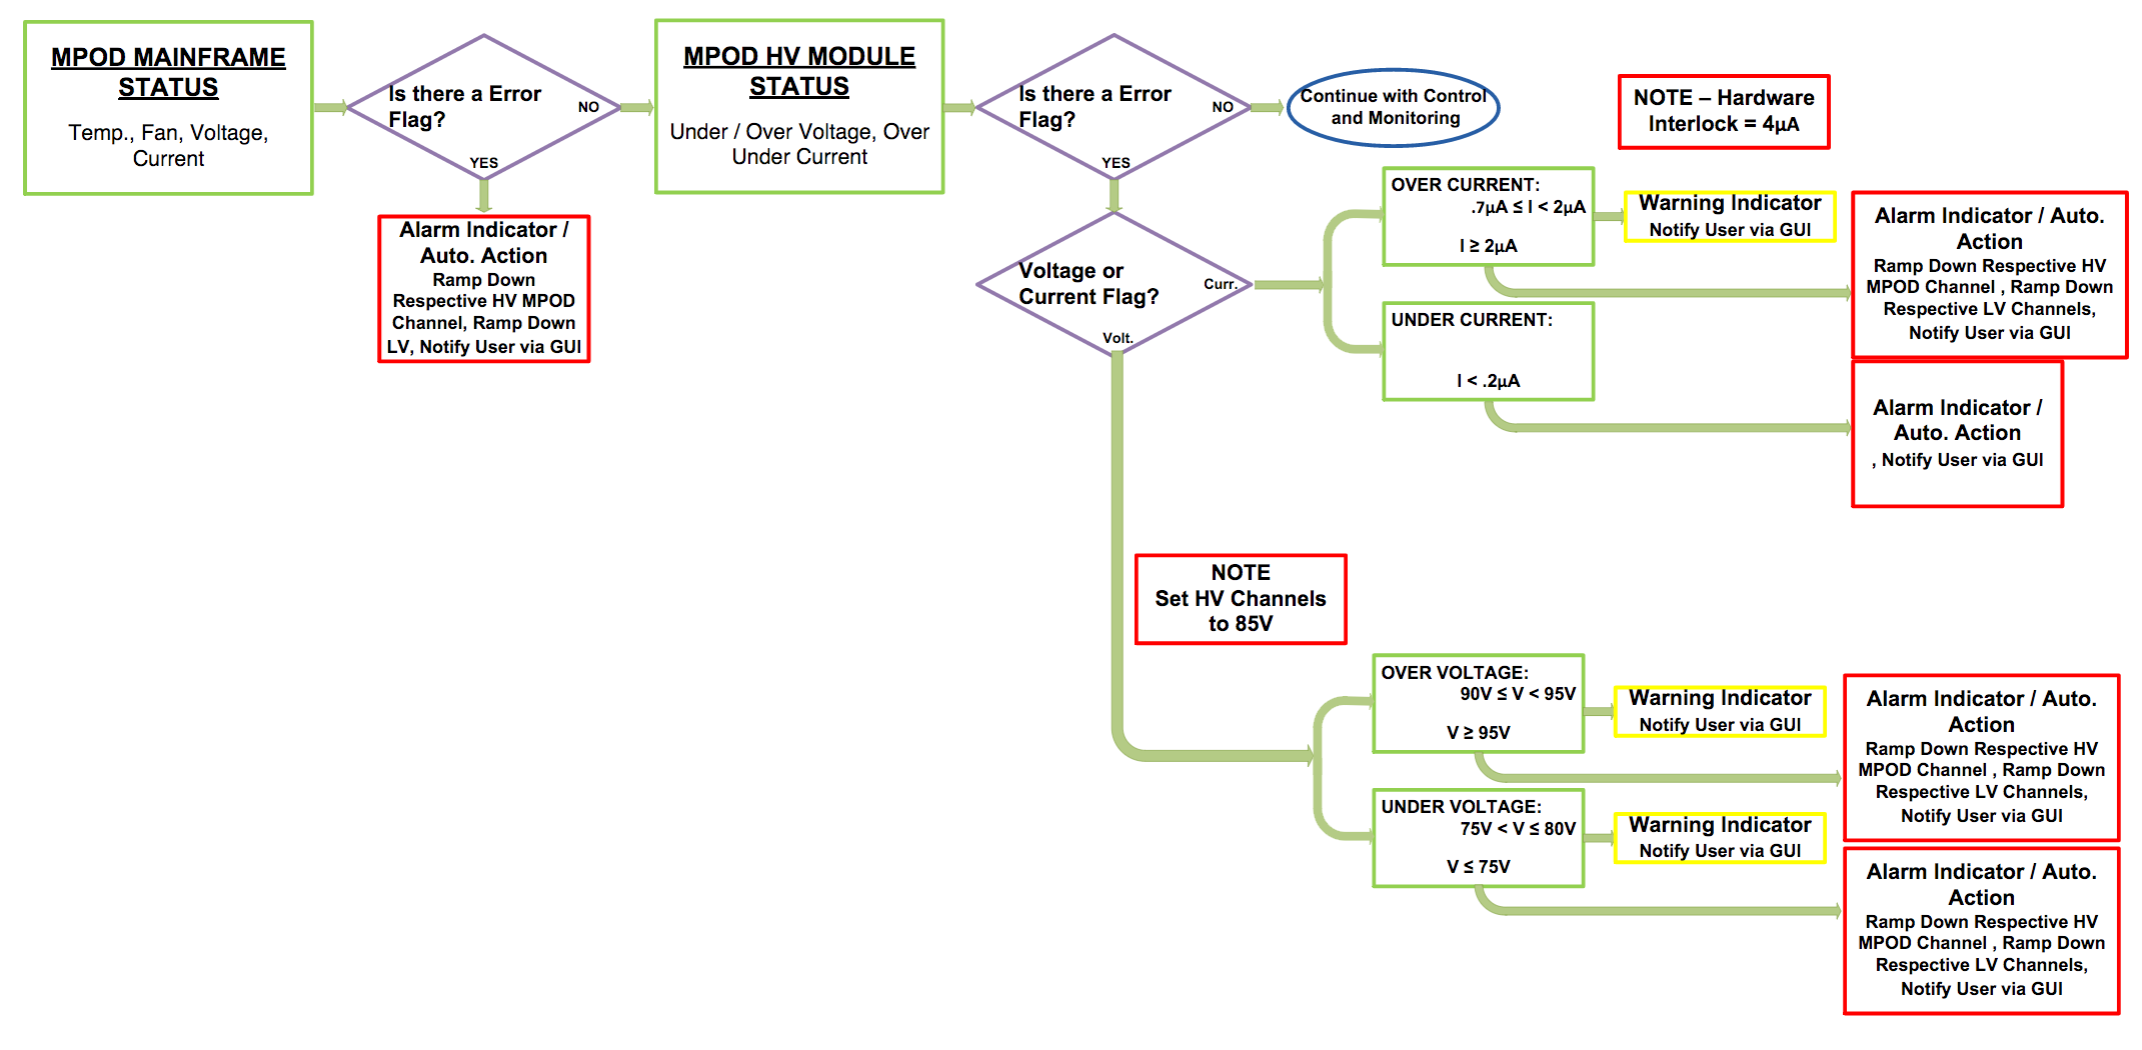 MPOD MAINFRAME
STATUS
Temp., Fan, Voltage,
Current
Is there a Error
Flag?
NO
YES
Alarm Indicator /
Auto. Action
Ramp Down
Respective HV MPOD
Channel, Ramp Down
LV, Notify User via GUI
MPOD HV MODULE
STATUS
Under / Over Voltage, Over
Under Current
Is there a Error
Flag?
NO
YES
Continue with Control
and Monitoring
NOTE – Hardware
Interlock = 4µA
Voltage or
Current Flag?
Curr.
Volt.
OVER CURRENT:
.7µA ≤ I < 2µA
I ≥ 2µA
Warning Indicator
Notify User via GUI
Alarm Indicator / Auto.
Action
Ramp Down Respective HV
MPOD Channel , Ramp Down
Respective LV Channels,
Notify User via GUI
UNDER CURRENT:
I < .2µA
Alarm Indicator /
Auto. Action
, Notify User via GUI
NOTE
Set HV Channels
to 85V
OVER VOLTAGE:
90V ≤ V < 95V
V ≥ 95V
Warning Indicator
Notify User via GUI
Alarm Indicator / Auto.
Action
Ramp Down Respective HV
MPOD Channel , Ramp Down
Respective LV Channels,
Notify User via GUI
UNDER VOLTAGE:
75V < V ≤ 80V
V ≤ 75V
Warning Indicator
Notify User via GUI
Alarm Indicator / Auto.
Action
Ramp Down Respective HV
MPOD Channel , Ramp Down
Respective LV Channels,
Notify User via GUI